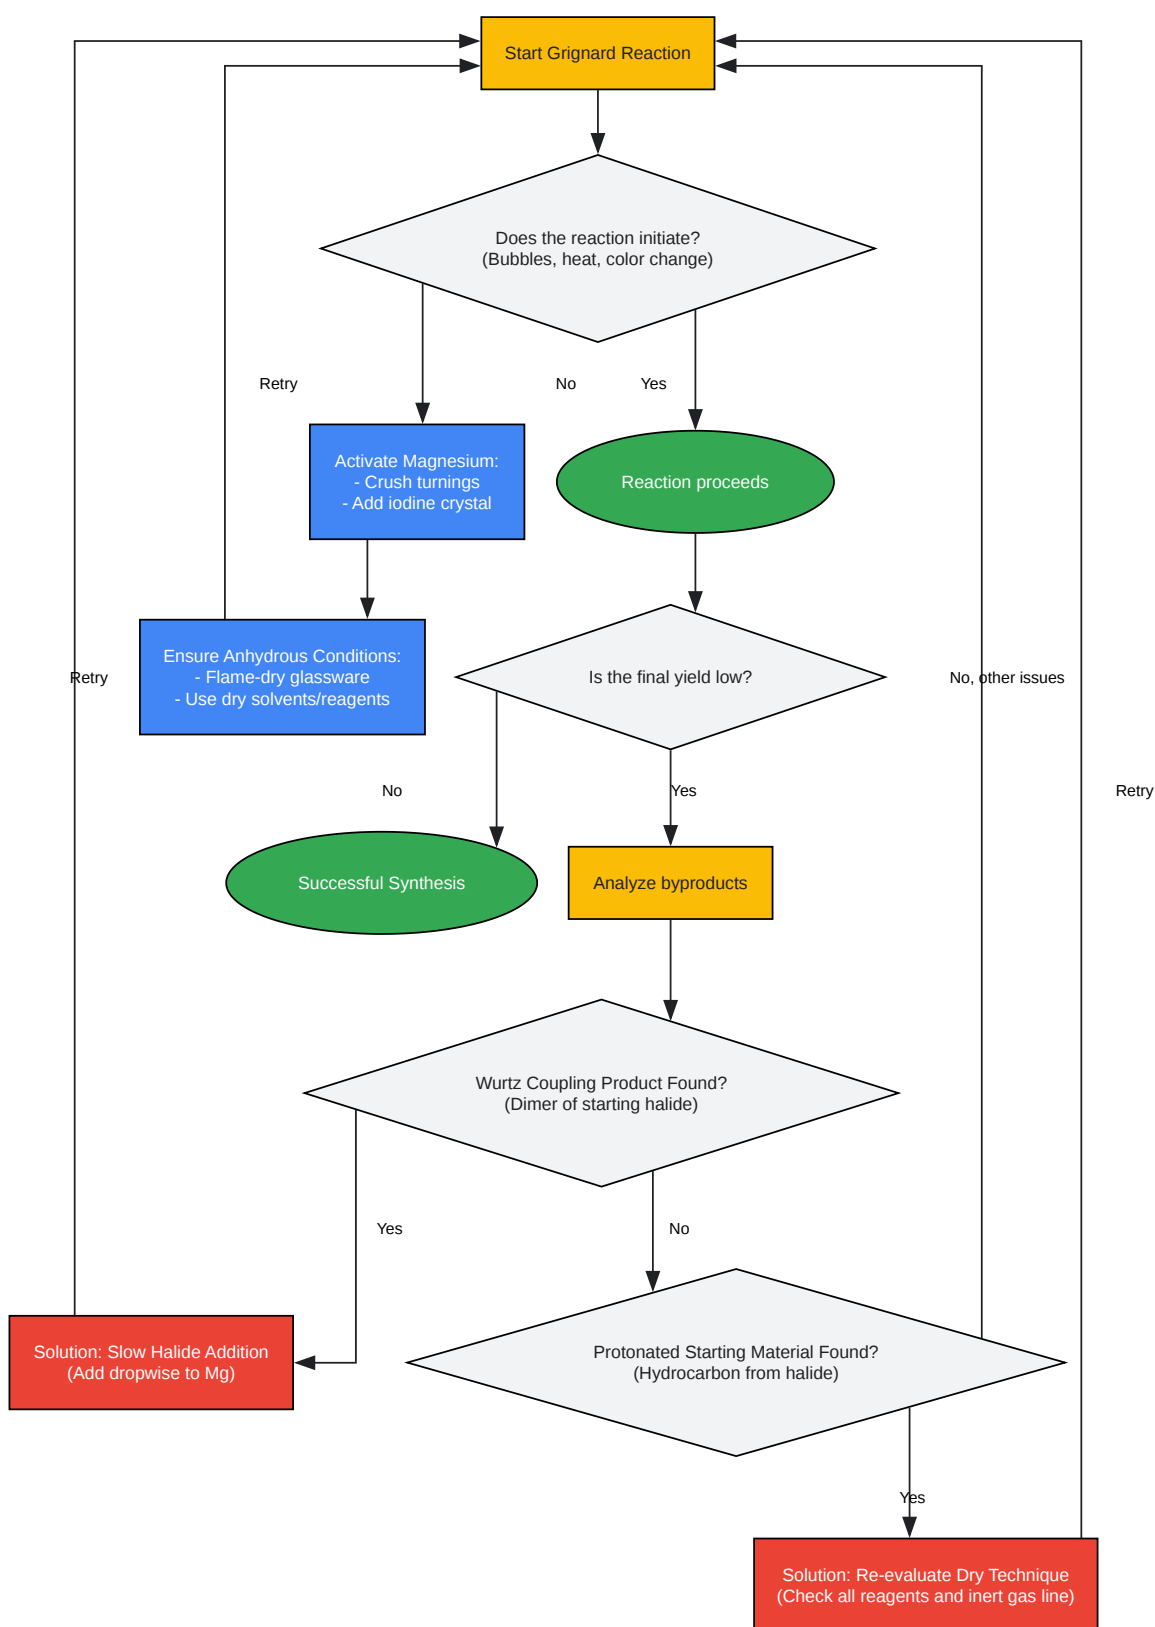 Start Grignard Reaction
Does the reaction initiate?
(Bubbles, heat, color change)
Retry
No
Yes
Activate Magnesium:
- Crush turnings
- Add iodine crystal
Reaction proceeds
Ensure Anhydrous Conditions:
- Flame-dry glassware
- Use dry solvents/reagents
Retry
Is the final yield low?
No, other issues
No
Yes
Retry
Successful Synthesis
Analyze byproducts
Wurtz Coupling Product Found?
(Dimer of starting halide)
Yes
No
Solution: Slow Halide Addition
(Add dropwise to Mg)
Protonated Starting Material Found?
(Hydrocarbon from halide)
Yes
Solution: Re-evaluate Dry Technique
(Check all reagents and inert gas line)